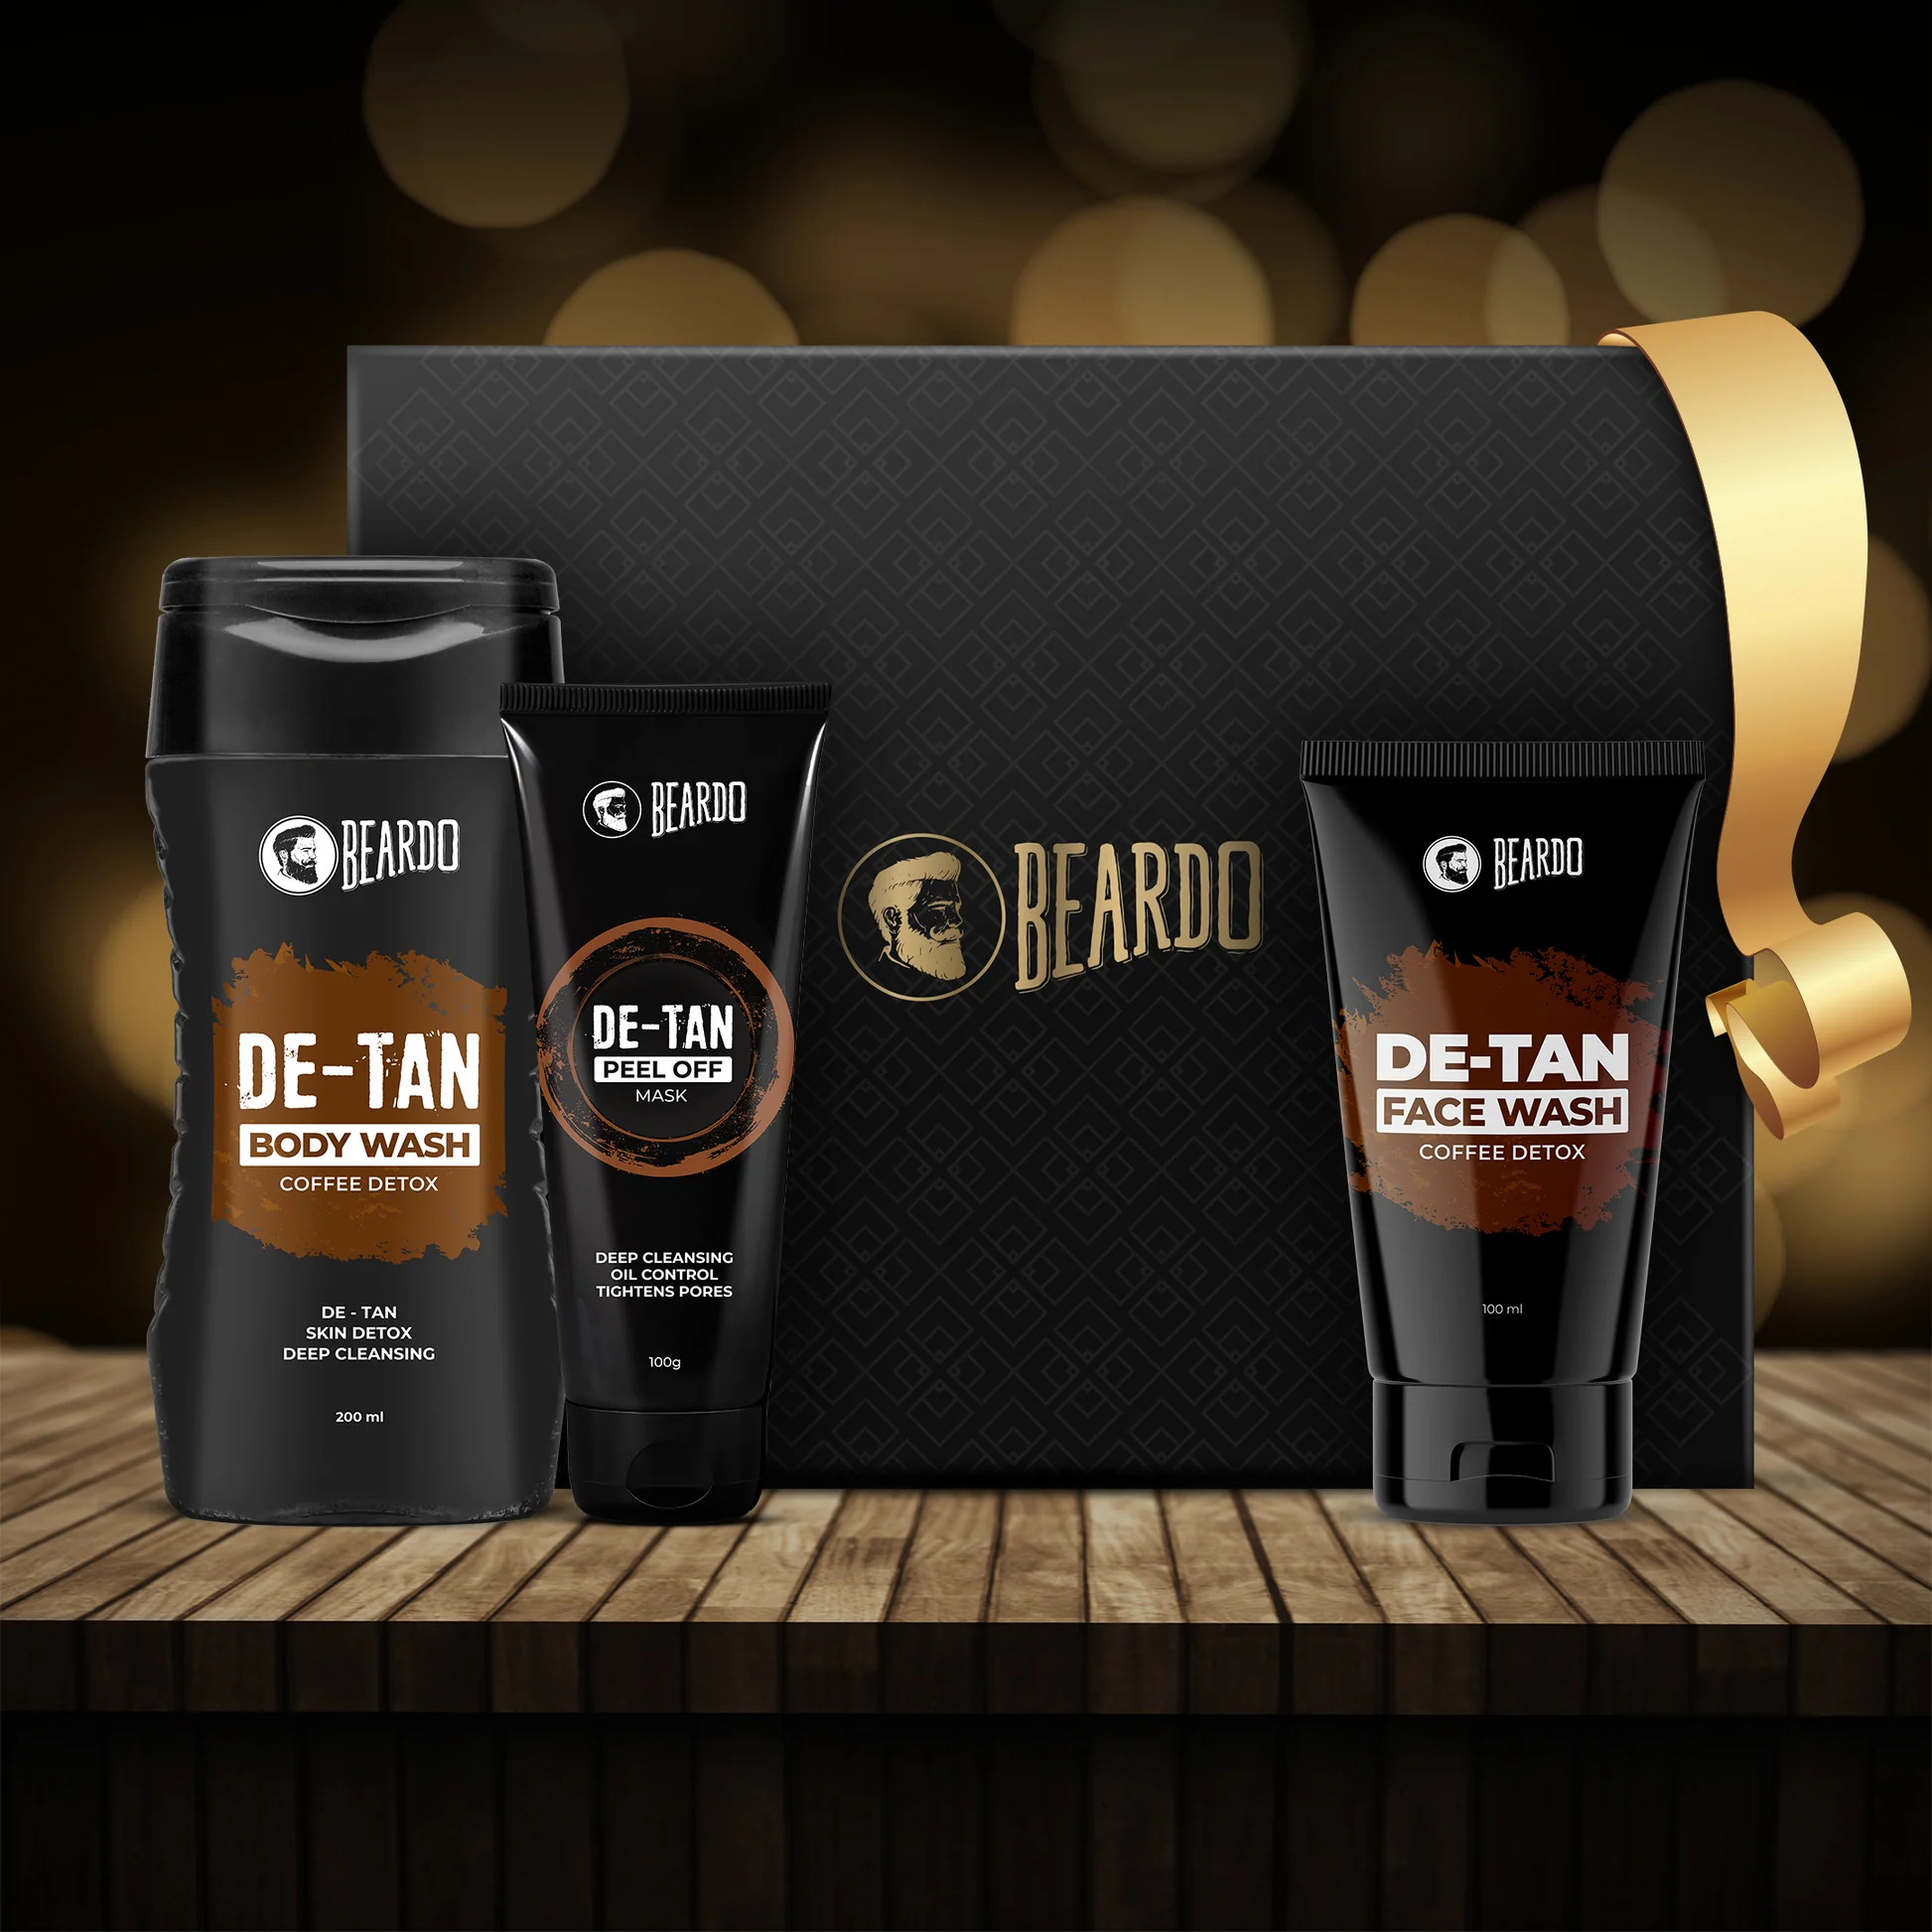 BEARDO
DE-TAN
BODY WASH
COFFEE DETOX
DE - TAN
SKIN DETOX
DEEP CLEANSING
200 ml
BEARDO
DE-TAN
PEEL OFF
MASK
DEEP CLEANSING
OIL CONTROL
TIGHTENS PORES
100g
BEARDO
BEARDO
DE-TAN
FACE WASH
COFFEE DETOX
100 ml